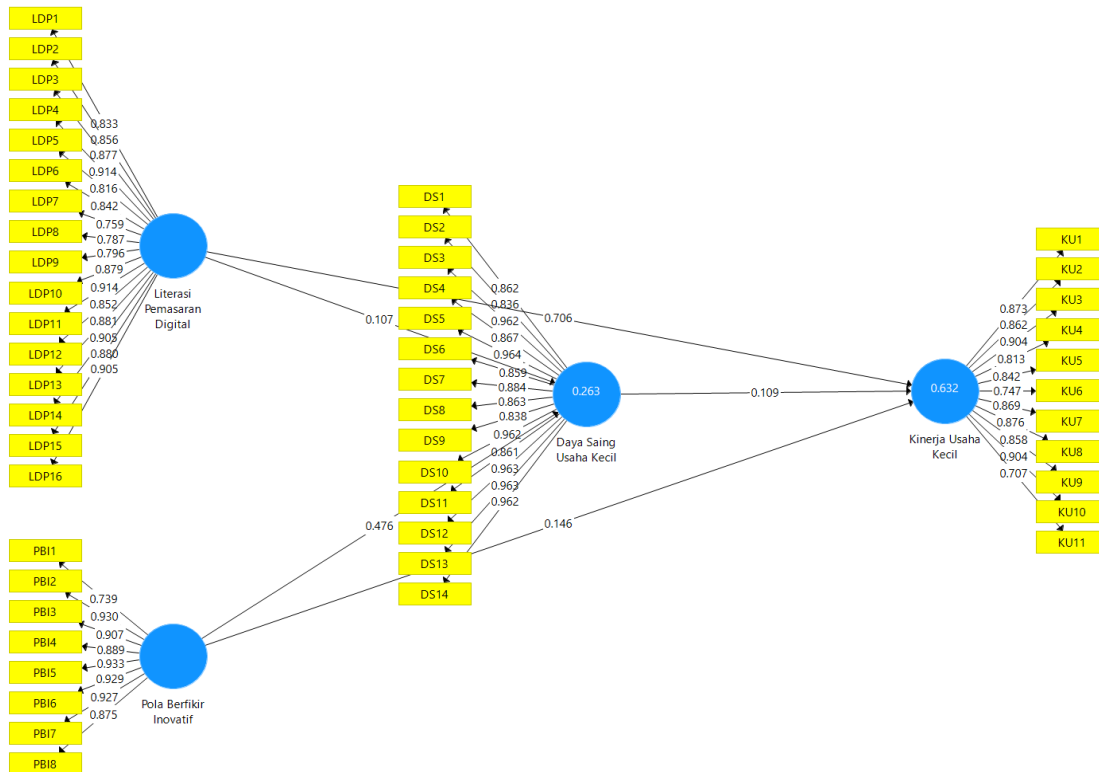 LDP1
LDP2
LDP3
LDP4
LDP5
LDP6
LDP7
LDP8
LDP9
LDP10
LDP11
LDP12
LDP13
LDP14
LDP15
LDP16
0.833
0.856
0.877
0.914
0.816
0.842
0.759
0.787
0.796
0.879
0.914
0.852
0.881
0.905
0.880
0.905
Literasi
Pemasaran
Digital
PBI1
PBI2
PBI3
PBI4
PBI5
PBI6
PBI7
PBI8
0.739
0.930
0.907
0.889
0.933
0.929
0.927
0.875
Pola Berfikir
Inovatif
0.107
0.706
0.476
0.146
DS1
DS2
DS3
DS4
DS5
DS6
DS7
DS8
DS9
DS10
DS11
DS12
DS13
DS14
0.862
0.836
0.962
0.867
0.964
0.859
0.884
0.863
0.838
0.962
0.861
0.963
0.963
0.962
0.263
Daya Saing
Usaha Kecil
0.109
0.632
Kinerja Usaha
Kecil
0.873
0.862
0.904
0.813
0.842
0.747
0.869
0.876
0.858
0.904
0.707
KU1
KU2
KU3
KU4
KU5
KU6
KU7
KU8
KU9
KU10
KU11